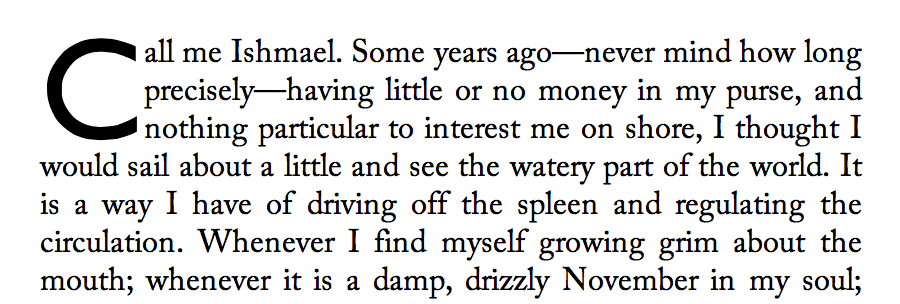 Call me Ishmael. Some years ago—never mind how long
precisely—having little or no money in my purse, and
nothing particular to interest me on shore, I thought I
would sail about a little and see the watery part of the world. It
is a way I have of driving off the spleen and regulating the
circulation. Whenever I find myself growing grim about the
mouth; whenever it is a damp, drizzly November in my soul;